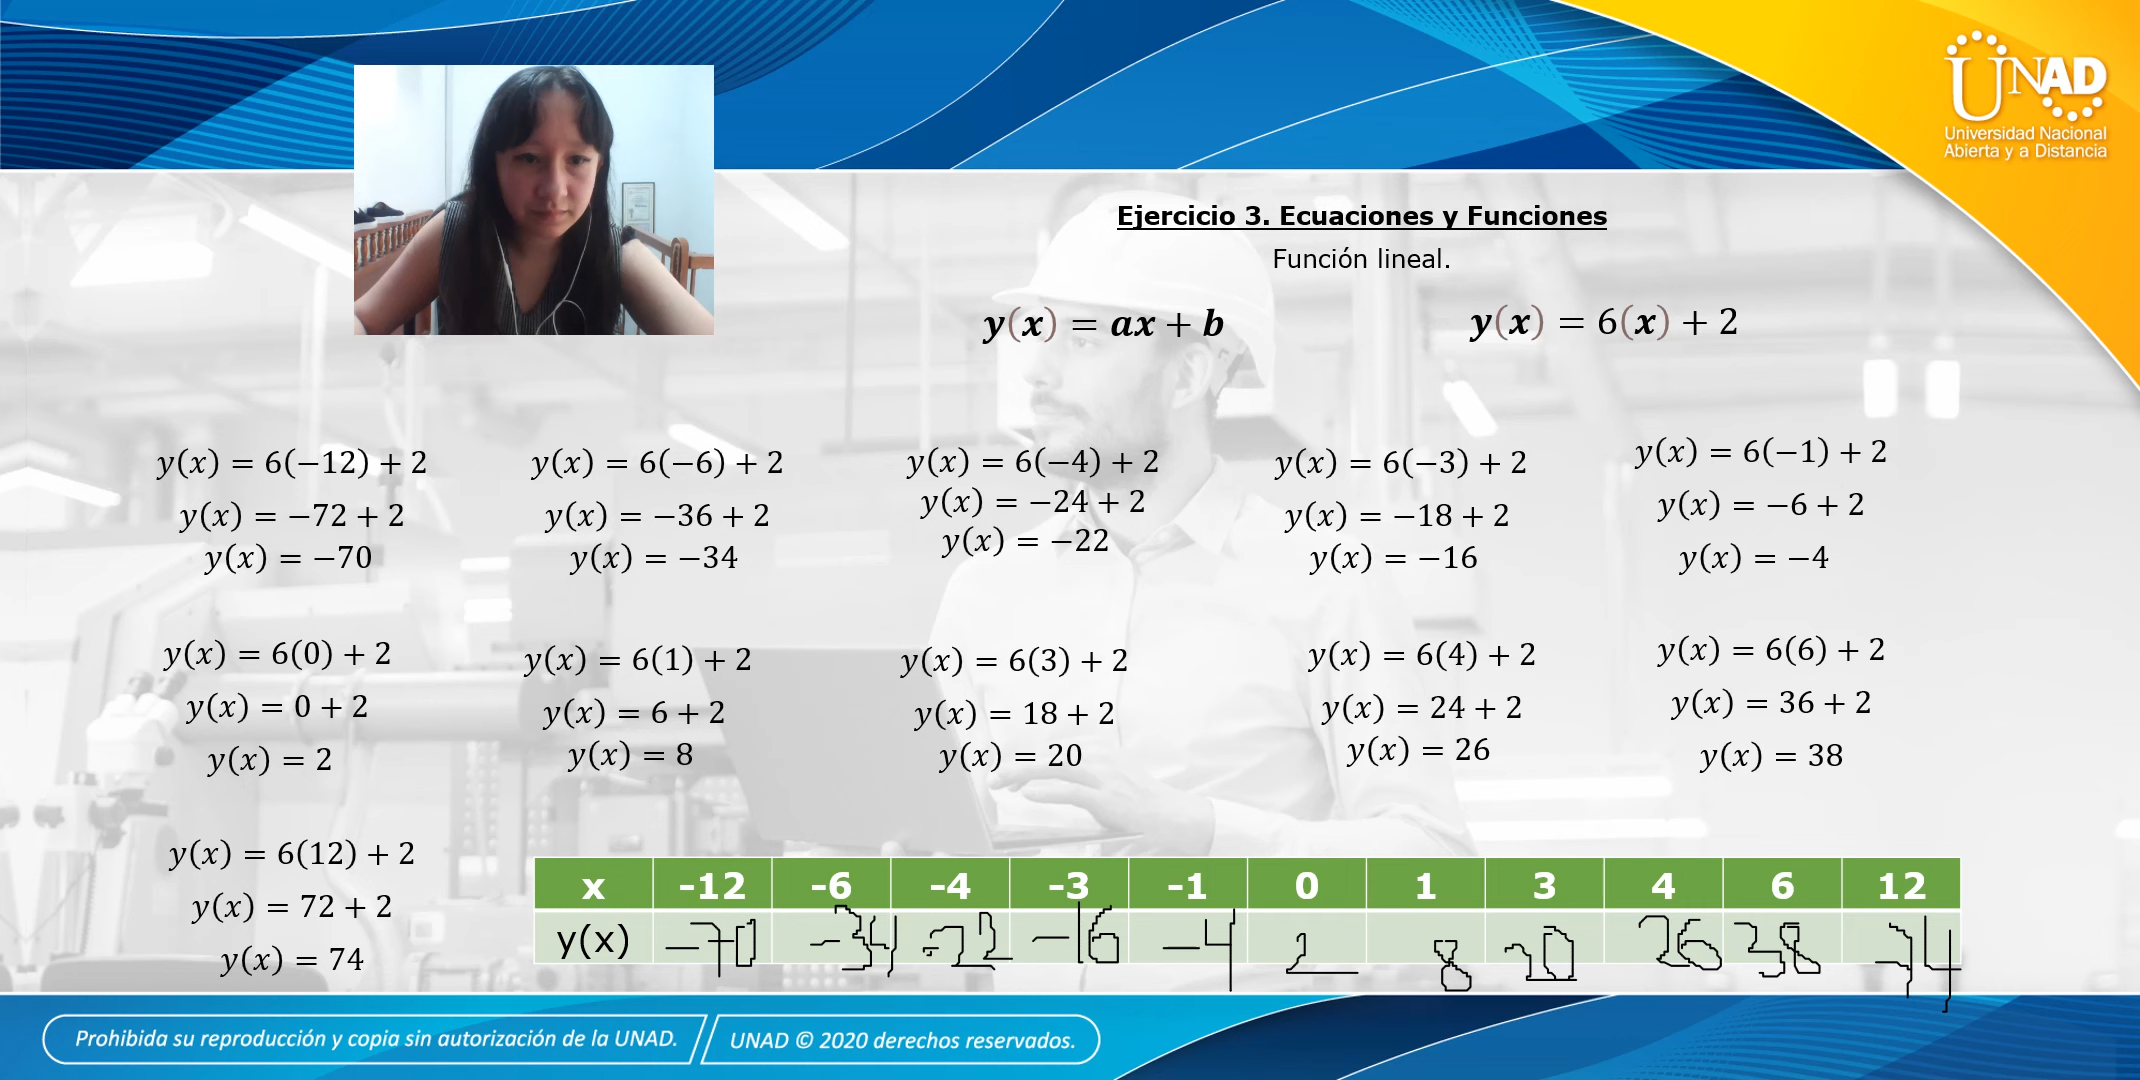 UNAD
Universidad Nacional
Abierta y a Distancia
Ejercicio 3. Ecuaciones y Funciones
Función lineal.
y(x) = ax + b
y(x) = 6(x) + 2
y(x) = 6(−12) + 2
y(x) = −72 + 2
y(x) = −70
y(x) = 6(−6) + 2
y(x) = −36 + 2
y(x) = −34
y(x) = 6(−4) + 2
y(x) = −24 + 2
y(x) = −22
y(x) = 6(−3) + 2
y(x) = −18 + 2
y(x) = −16
y(x) = 6(−1) + 2
y(x) = −6 + 2
y(x) = −4
y(x) = 6(0) + 2
y(x) = 0 + 2
y(x) = 2
y(x) = 6(1) + 2
y(x) = 6 + 2
y(x) = 8
y(x) = 6(3) + 2
y(x) = 18 + 2
y(x) = 20
y(x) = 6(4) + 2
y(x) = 24 + 2
y(x) = 26
y(x) = 6(6) + 2
y(x) = 36 + 2
y(x) = 38
y(x) = 6(12) + 2
y(x) = 72 + 2
y(x) = 74
x -12 -6 -4 -3 -1 0 1 3 4 6 12
y(x) -70 -34 -22 -16 -4 2 8 20 26 38 74
Prohibida su reproducción y copia sin autorización de la UNAD.
UNAD © 2020 derechos reservados.